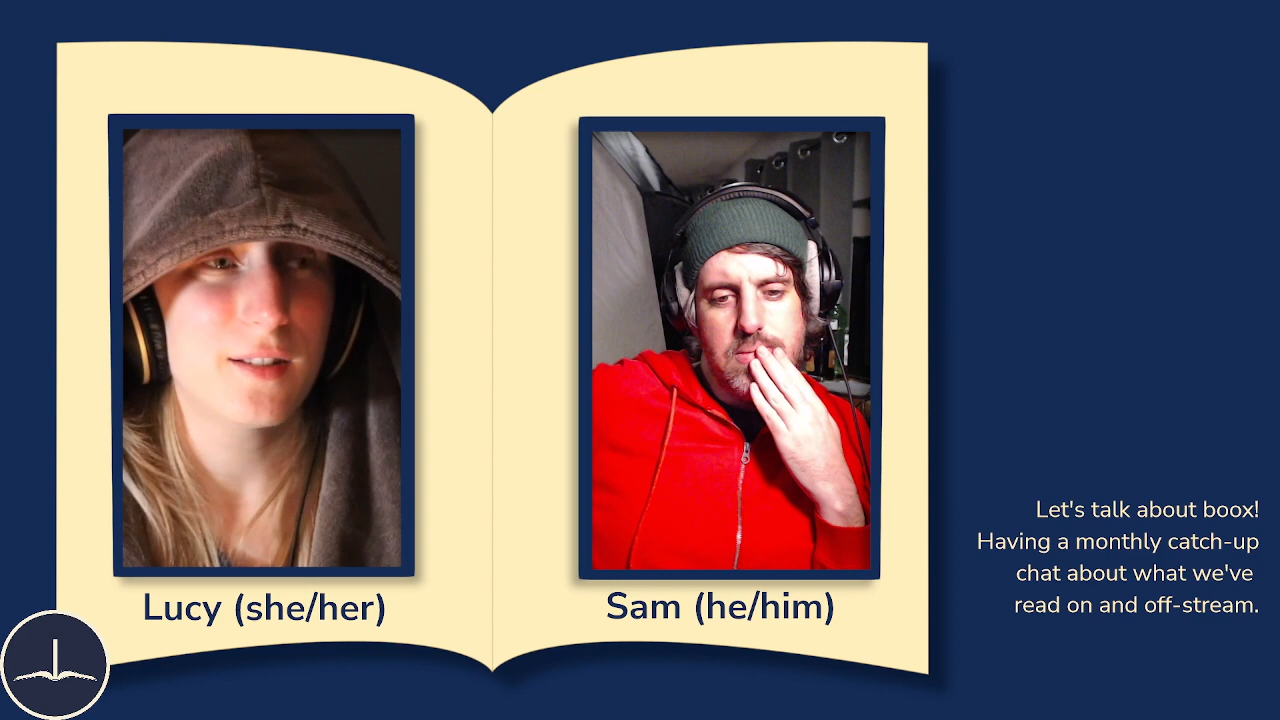 Lucy (she/her)
Sam (he/him)
Let's talk about boox!
Having a monthly catch-up
chat about what we've
read on and off-stream.